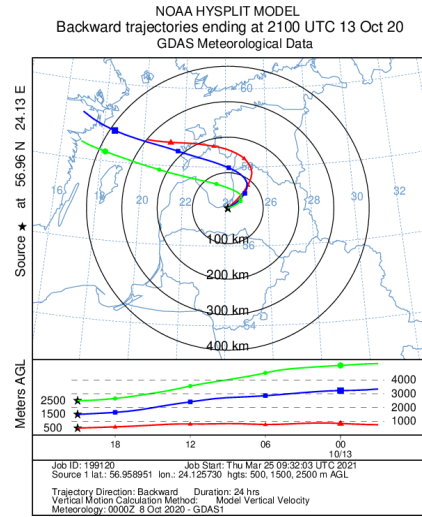 NOAA HYSPLIT MODEL
Backward trajectories ending at 2100 UTC 13 Oct 20
GDAS Meteorological Data
Source ★ at 56.96 N 24.13 E
60
58
16
18
20
22
26
28
30
32
56
54
100 km
200 km
300 km
400 km
Meters AGL
2500
1500
500
4000
3000
2000
1000
18
12
06
00
10/13
Job ID: 199120 Job Start: Thu Mar 25 09:32:03 UTC 2021
Source 1 lat.: 56.958951 lon.: 24.125730 hgts: 500, 1500, 2500 m AGL
Trajectory Direction: Backward Duration: 24 hrs
Vertical Motion Calculation Method: Model Vertical Velocity
Meteorology: 0000Z 8 Oct 2020 - GDAS1